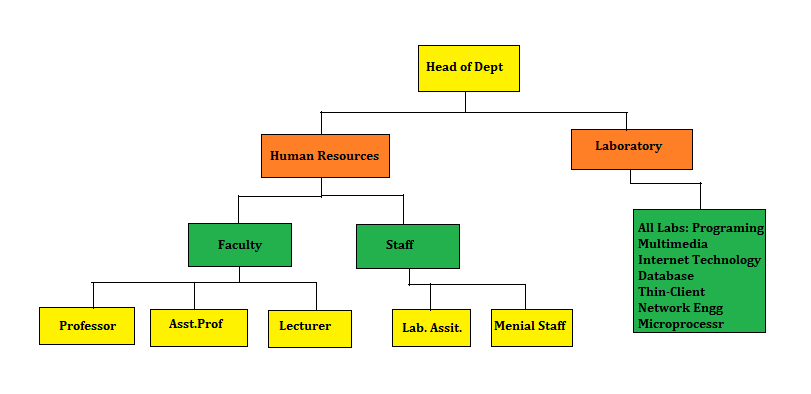 Head of Dept
Human Resources
Laboratory
Faculty
Staff
All Labs: Programing
Multimedia
Internet Technology
Database
Thin-Client
Network Engg
Microprocessr
Professor
Asst.Prof
Lecturer
Lab. Assit.
Menial Staff